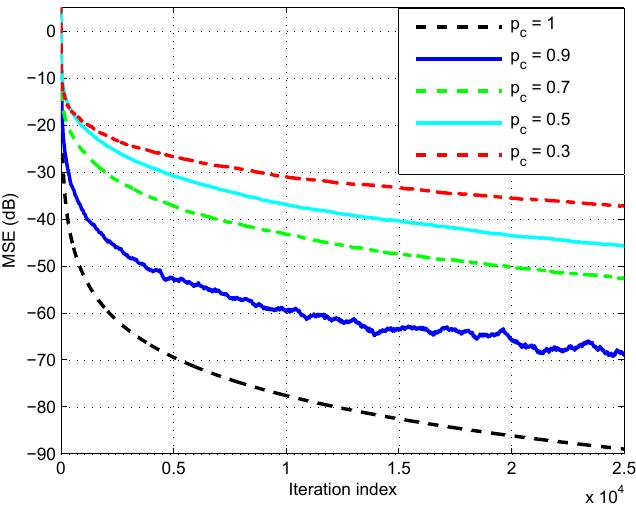 p_c = 1
p_c = 0.9
p_c = 0.7
p_c = 0.5
p_c = 0.3
0
−10
−20
−30
−40
−50
−60
−70
−80
−90
MSE (dB)
0 0.5 1 1.5 2 2.5
Iteration index
x 10^4